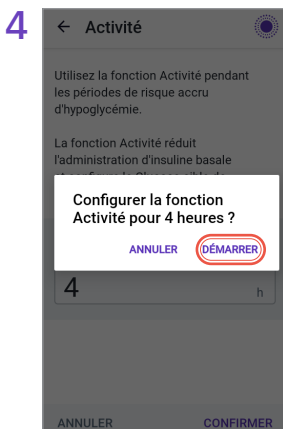 4
Activité
Utilisez la fonction Activité pendant
les périodes de risque accru
d'hypoglycémie.
La fonction Activité réduit
l'administration d'insuline basale
Configurer la fonction
Activité pour 4 heures ?
ANNULER DÉMARRER
4 h
ANNULER CONFIRMER